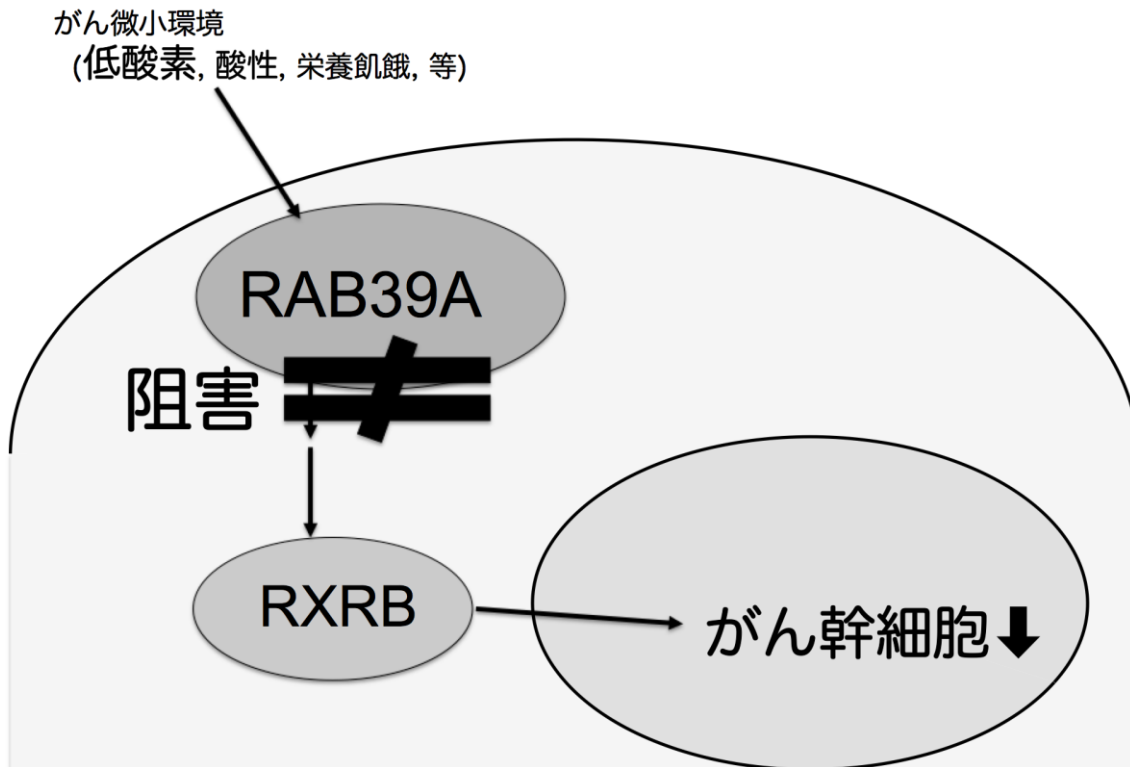 がん微小環境
(低酸素, 酸性, 栄養飢餓, 等)
RAB39A
阻害
RXRB
がん幹細胞⬇